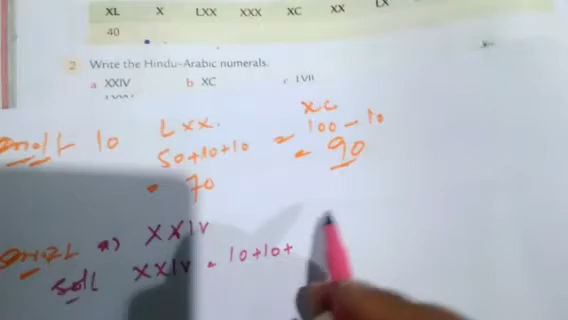 XL X LXX XXX XC XX LX
40
2 Write the Hindu-Arabic numerals.
a XXIV b XC c LVII
10 LXX. XC
50+10+10 = 100 - 10
= 70 = 90
a) XXIV
XXIV = 10+10+